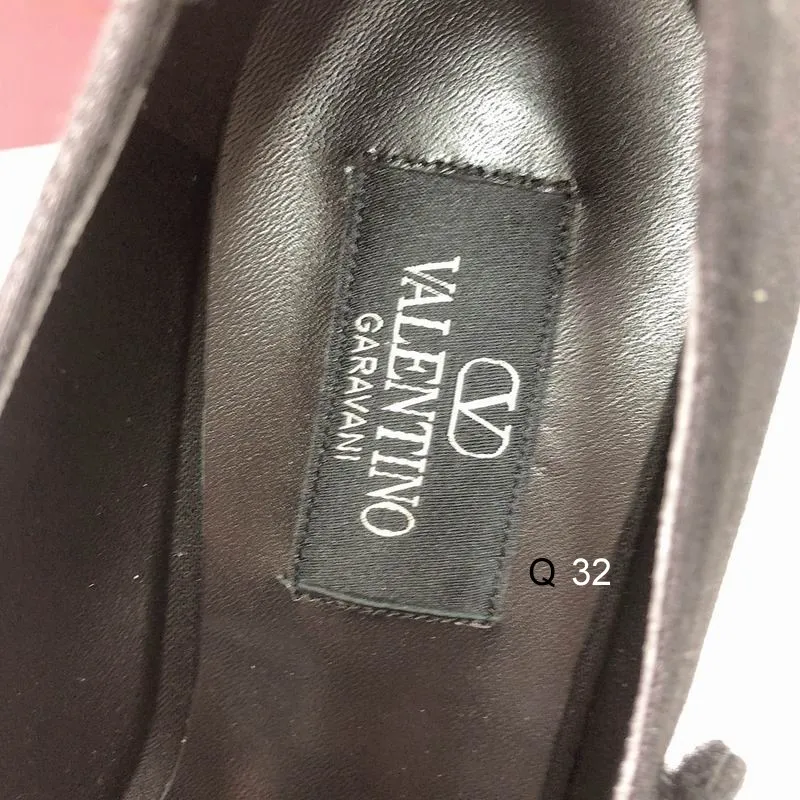 V
VALENTINO
GARAVANI
Q 32